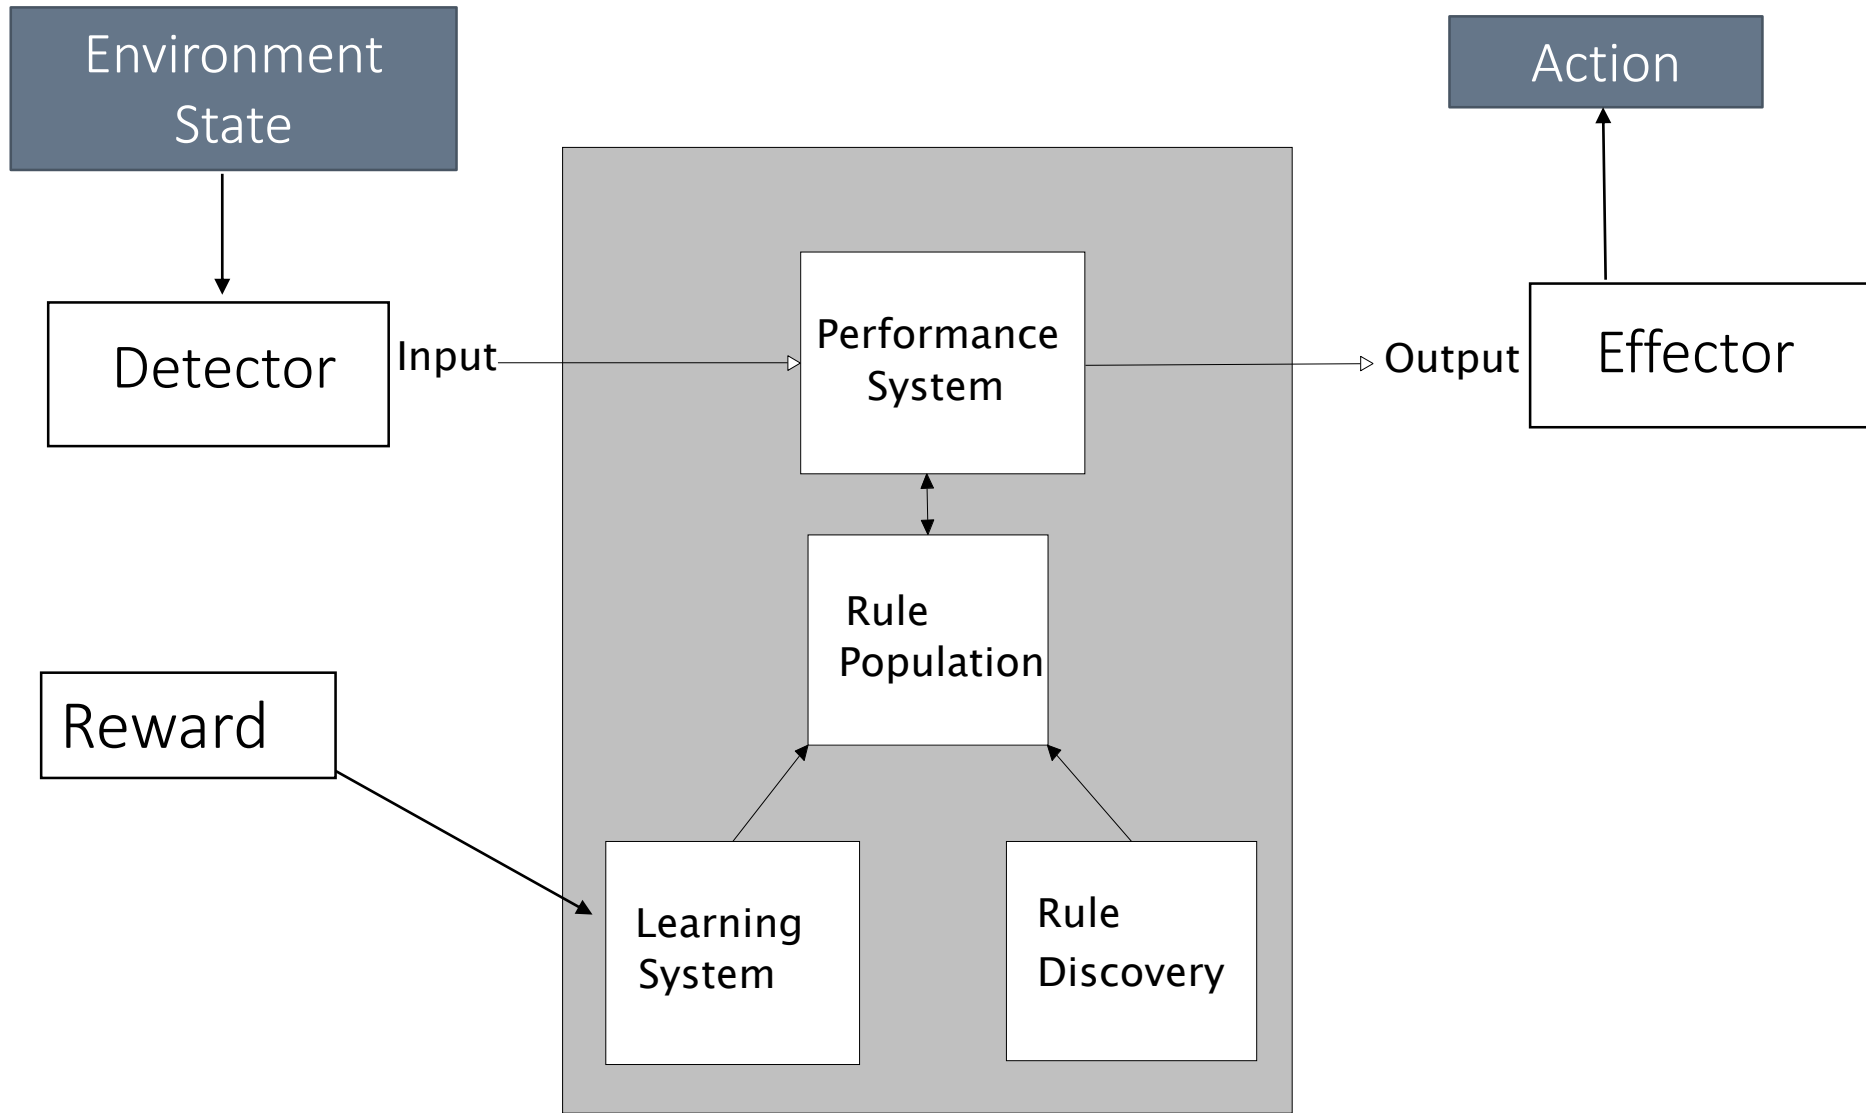 Environment
State
Action
Detector
Input
Performance
System
Output
Effector
Rule
Population
Reward
Learning
System
Rule
Discovery